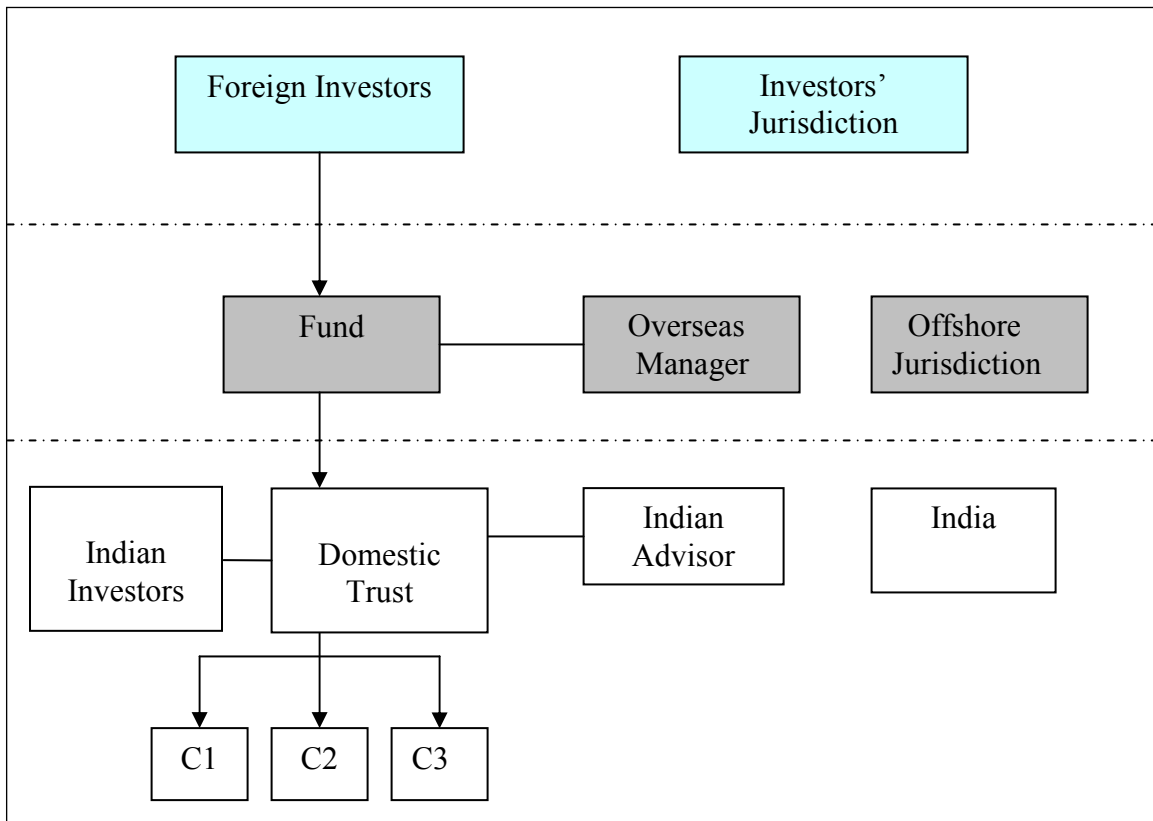 Foreign Investors
Investors’
Jurisdiction
Fund
Overseas
Manager
Offshore
Jurisdiction
Indian
Investors
Domestic
Trust
Indian
Advisor
India
C1
C2
C3